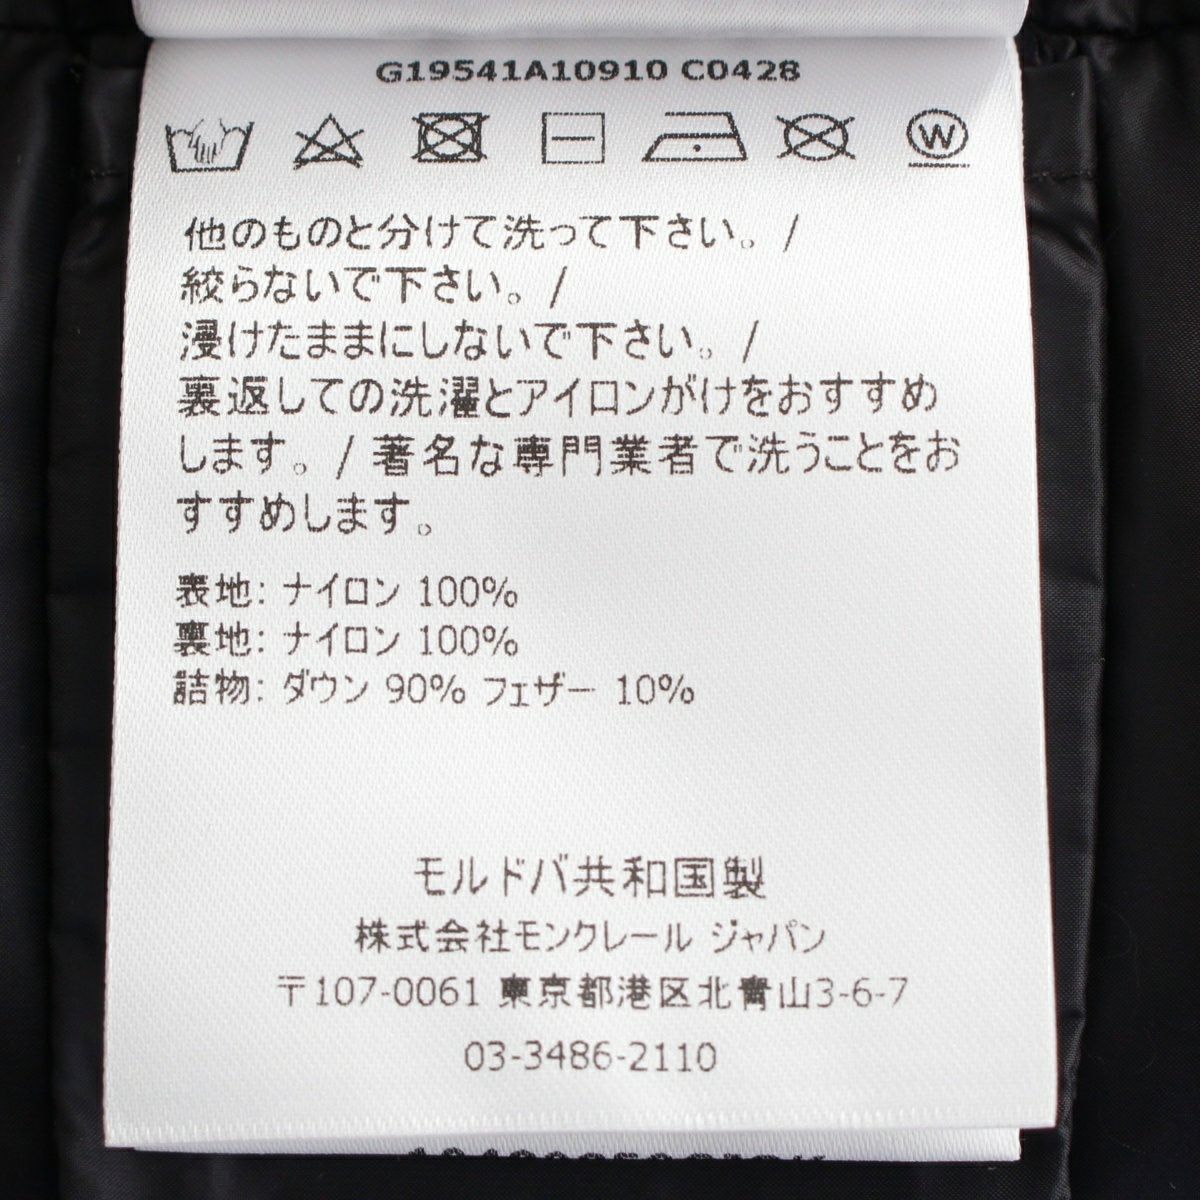 G19541A10910 C0428
W
他のものと分けて洗って下さい。/
絞らないで下さい。/
浸けたままにしないで下さい。/
裏返しての洗濯とアイロンがけをおすすめ
します。/ 著名な専門業者で洗うことをお
すすめします。
表地: ナイロン 100%
裏地: ナイロン 100%
詰物: ダウン 90% フェザー 10%
モルドバ共和国製
株式会社モンクレール ジャパン
〒107-0061 東京都港区北青山3-6-7
03-3486-2110